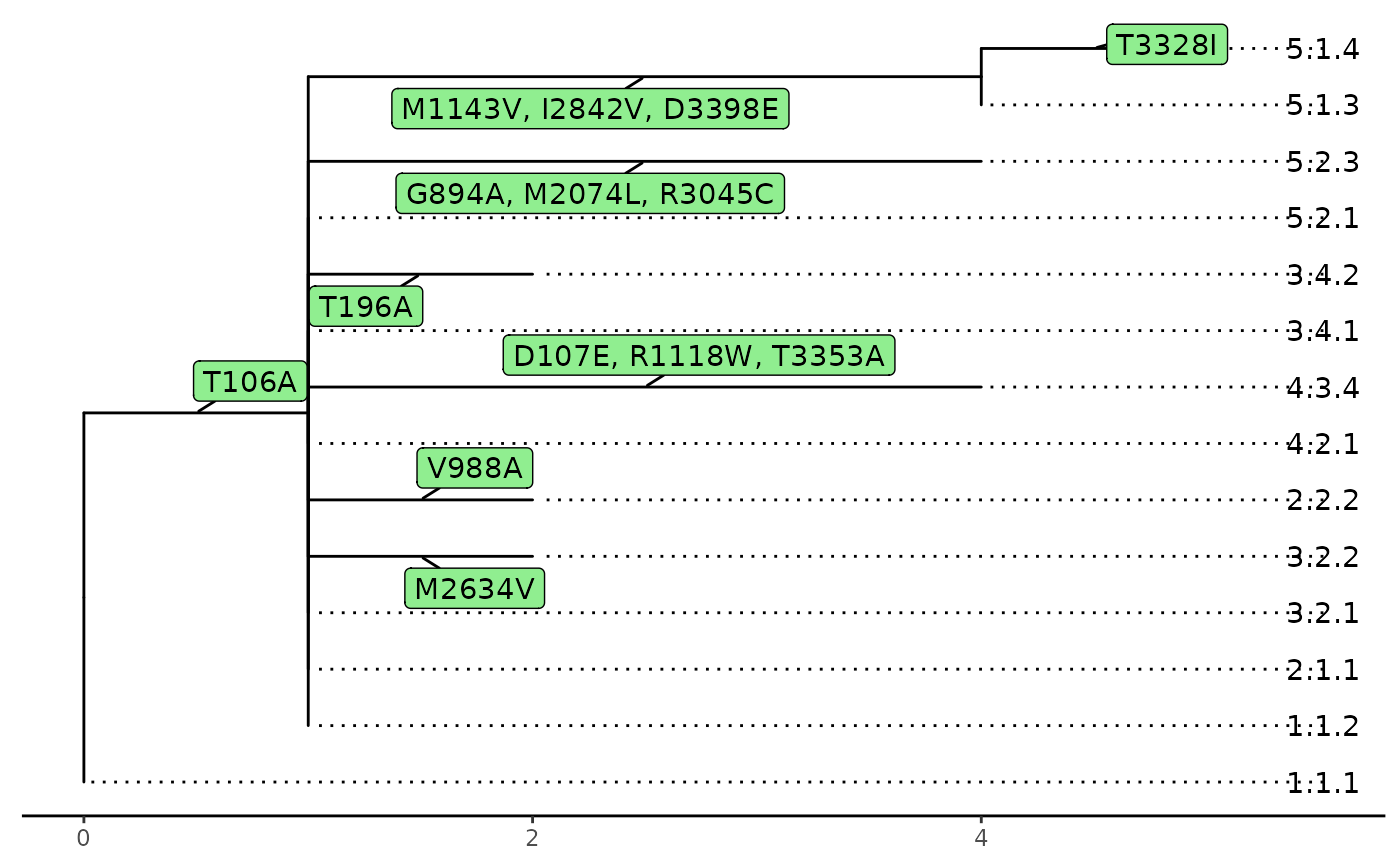 T3328I
5.1.4
M1143V, I2842V, D3398E
5.1.3
5.2.3
G894A, M2074L, R3045C
5.2.1
3.4.2
T196A
3.4.1
D107E, R1118W, T3353A
T106A
4.3.4
4.2.1
V988A
2.2.2
3.2.2
M2634V
3.2.1
2.1.1
1.1.2
1.1.1
0 2 4